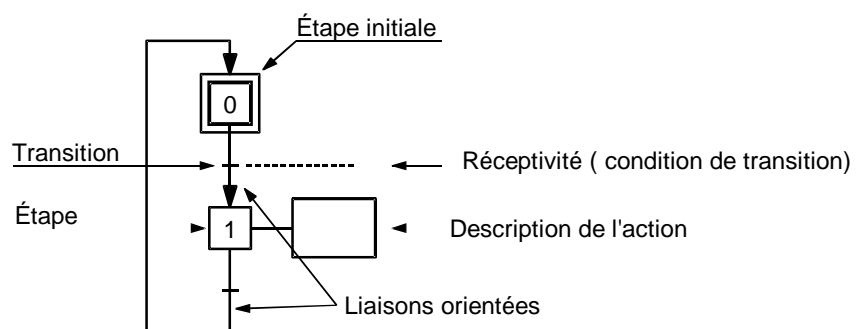 Étape initiale
0
Transition
Réceptivité ( condition de transition)
Étape
1
Description de l'action
Liaisons orientées